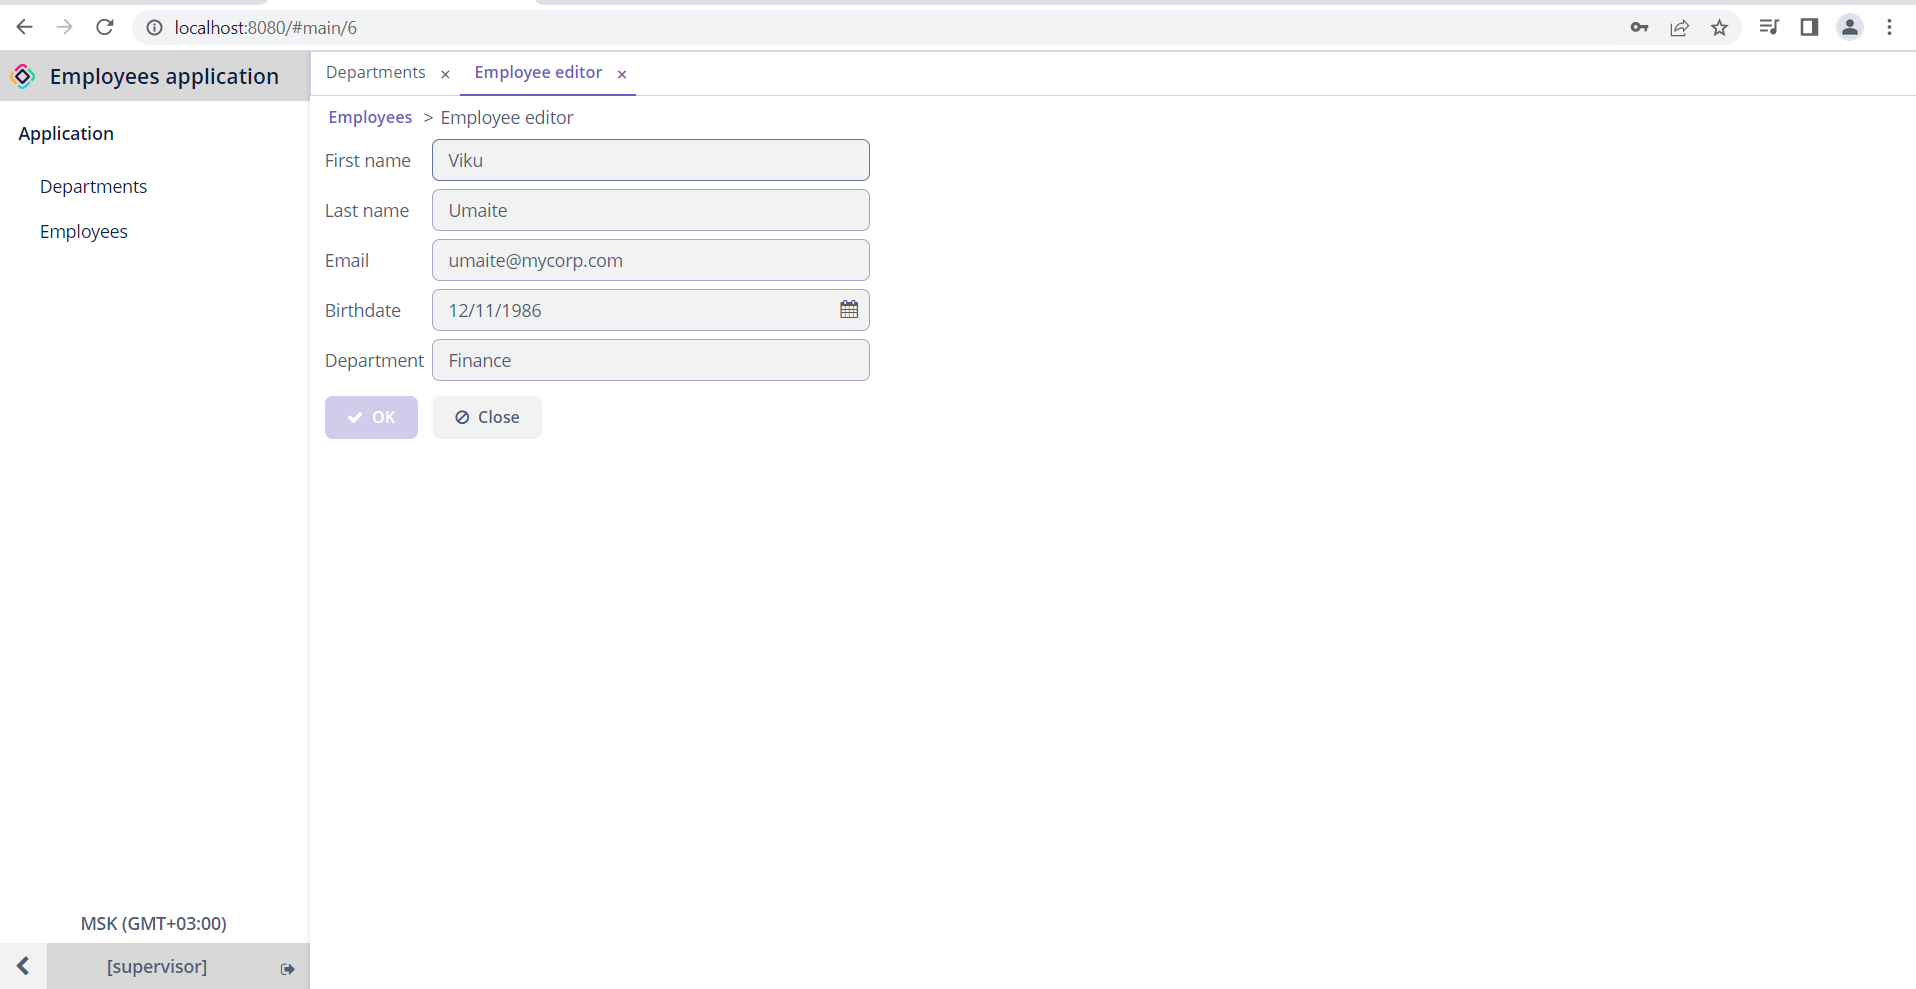 localhost:8080/#main/6
Employees application
Departments × Employee editor ×
Application
Departments
Employees
Employees > Employee editor
First name Viku
Last name Umaite
Email umaite@mycorp.com
Birthdate 12/11/1986
Department Finance
OK Close
MSK (GMT+03:00)
[supervisor]